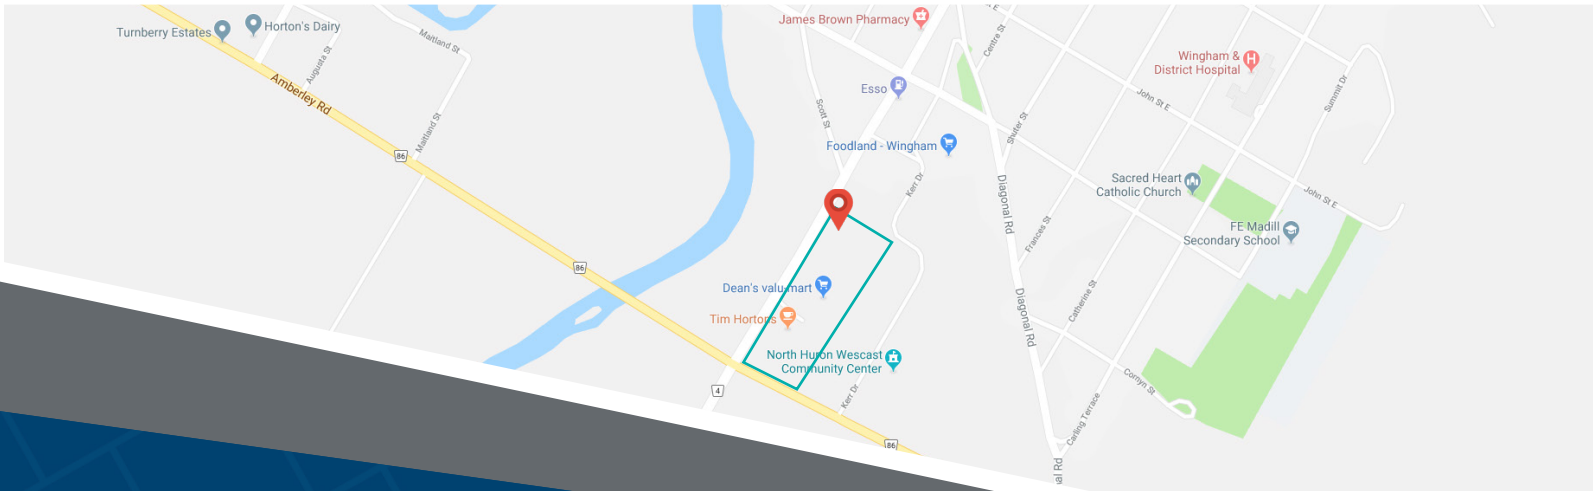 James Brown Pharmacy
Turnberry Estates
Horton's Dairy
Maitland St
Augusta St
Centre St
Wingham &
District Hospital
Amberley Rd
Esso
John St E
Summit Dr
Scott St
Shuter St
Maitland St
86
Foodland - Wingham
Kerr Dr
Diagonal Rd
Sacred Heart
Catholic Church
John St E
Frances St
FE Madill
Secondary School
86
Dean's valu-mart
Catherine St
Diagonal Rd
Tim Hortons
North Huron Wescast
Community Center
4
Kerr Dr
Cornyn St
Carling Terrace
86
al Rd